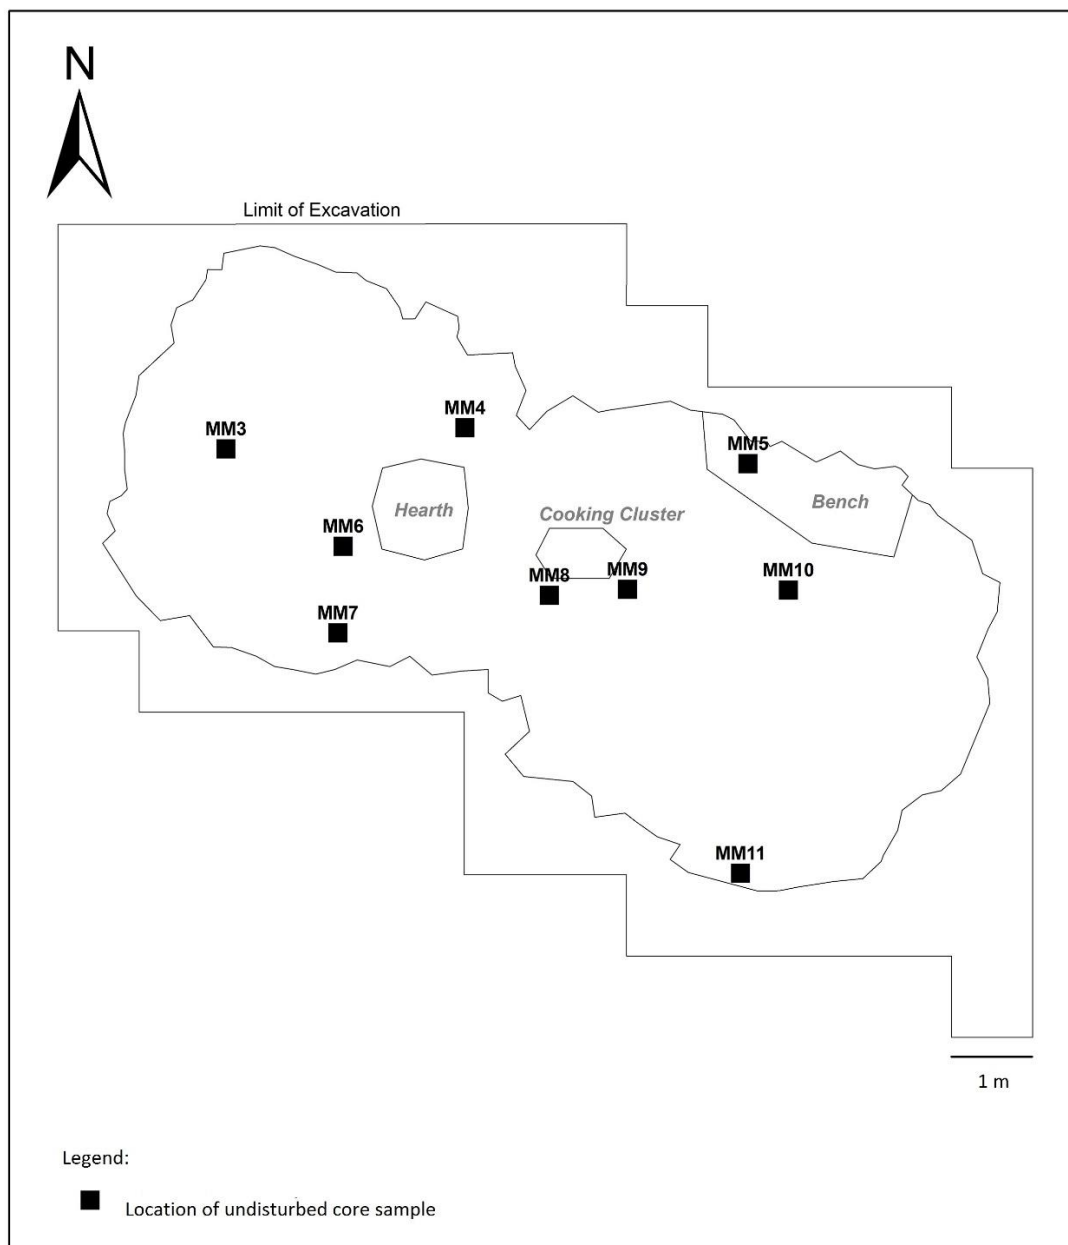 N
Limit of Excavation
MM4
MM3
MM5
Bench
Hearth
Cooking Cluster
MM6
MM8
MM9
MM10
MM7
MM11
1 m
Legend:
Location of undisturbed core sample